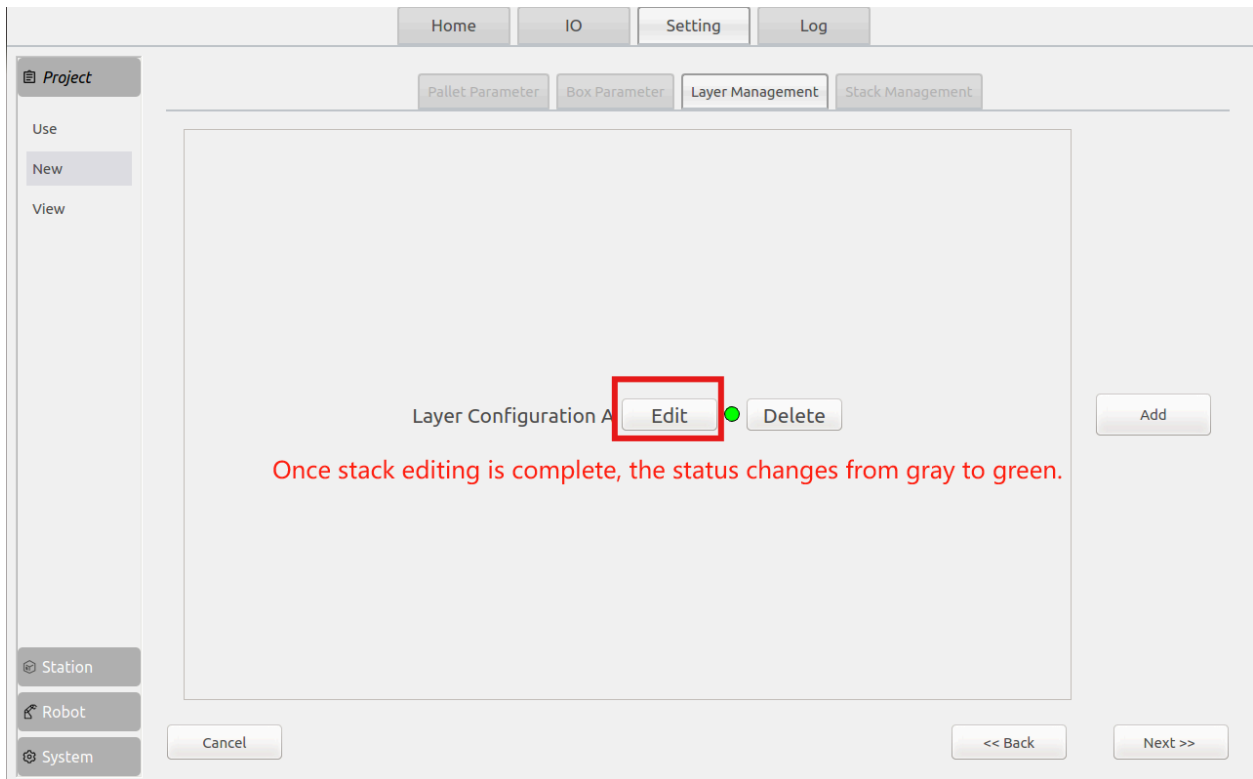 Home
IO
Setting
Log
Project
Pallet Parameter
Box Parameter
Layer Management
Stack Management
Use
New
View
Layer Configuration A
Edit
Delete
Add
Once stack editing is complete, the status changes from gray to green.
Station
Robot
System
Cancel
<< Back
Next >>